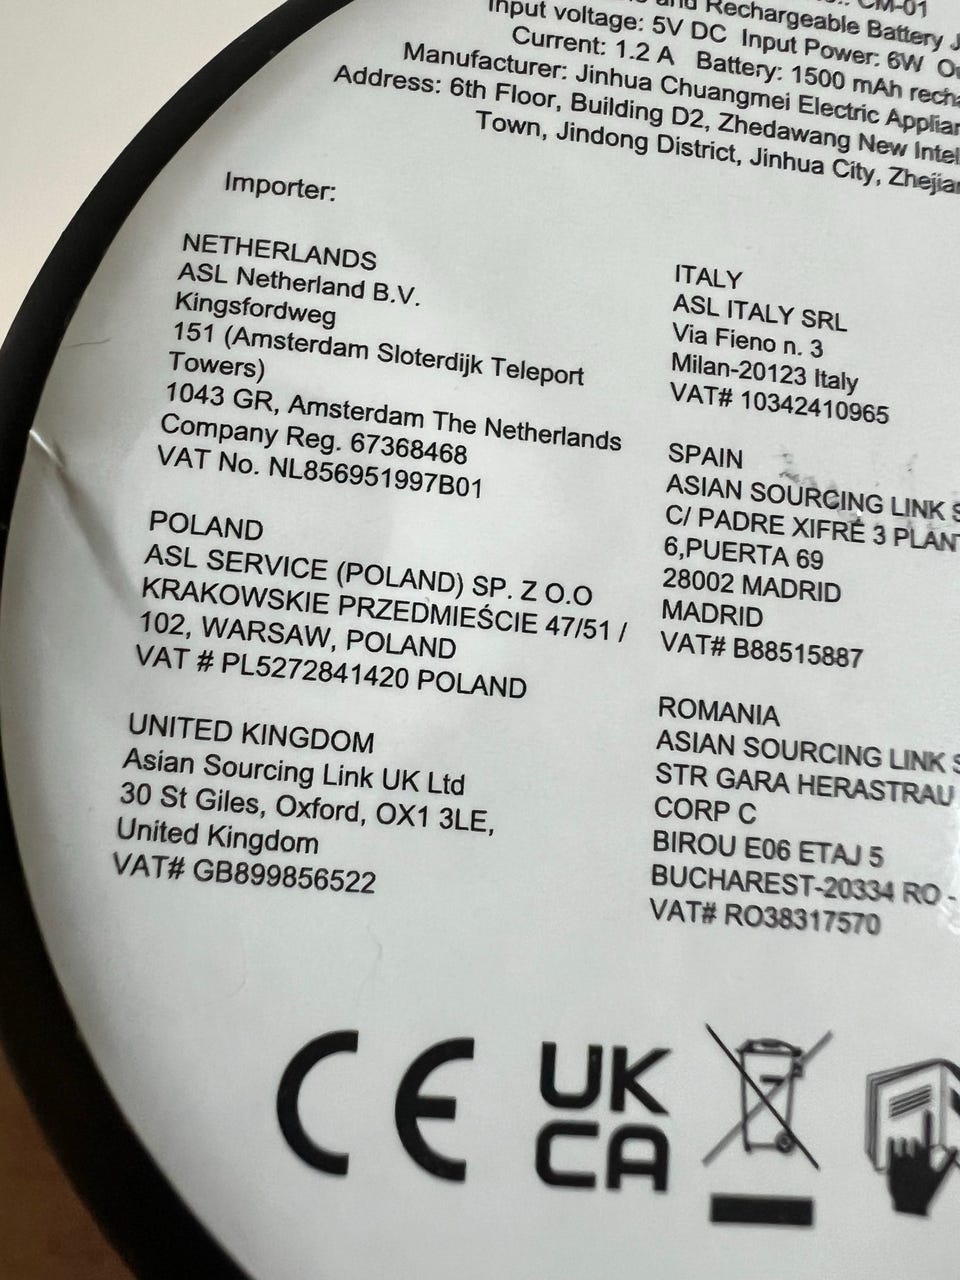 CM-01
and Rechargeable Battery
Input voltage: 5V DC Input Power: 6W
Current: 1.2 A Battery: 1500 mAh
Manufacturer: Jinhua Chuangmei Electric
Address: 6th Floor, Building D2, Zhedawang New
Town, Jindong District, Jinhua City,
Importer:
NETHERLANDS
ASL Netherland B.V.
Kingsfordweg
151 (Amsterdam Sloterdijk Teleport
Towers)
1043 GR, Amsterdam The Netherlands
Company Reg. 67368468
VAT No. NL856951997B01
POLAND
ASL SERVICE (POLAND) SP. Z O.O
KRAKOWSKIE PRZEDMIEŚCIE 47/51 /
102, WARSAW, POLAND
VAT # PL5272841420 POLAND
UNITED KINGDOM
Asian Sourcing Link UK Ltd
30 St Giles, Oxford, OX1 3LE,
United Kingdom
VAT# GB899856522
ITALY
ASL ITALY SRL
Via Fieno n. 3
Milan-20123 Italy
VAT# 10342410965
SPAIN
ASIAN SOURCING LINK
C/ PADRE XIFRÉ 3
6,PUERTA 69
28002 MADRID
MADRID
VAT# B88515887
ROMANIA
ASIAN SOURCING LINK
STR GARA HERASTRAU
CORP C
BIROU E06 ETAJ 5
BUCHAREST-20334 RO -
VAT# RO38317570
CE
UK
CA